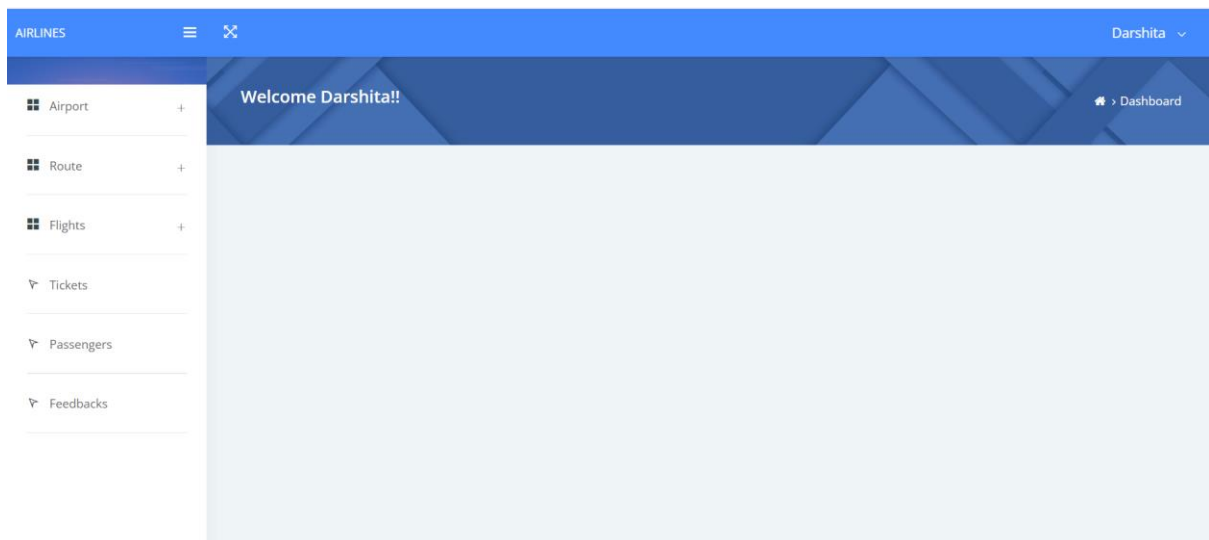 AIRLINES
Darshita
Welcome Darshita!!
> Dashboard
Airport +
Route +
Flights +
Tickets
Passengers
Feedbacks